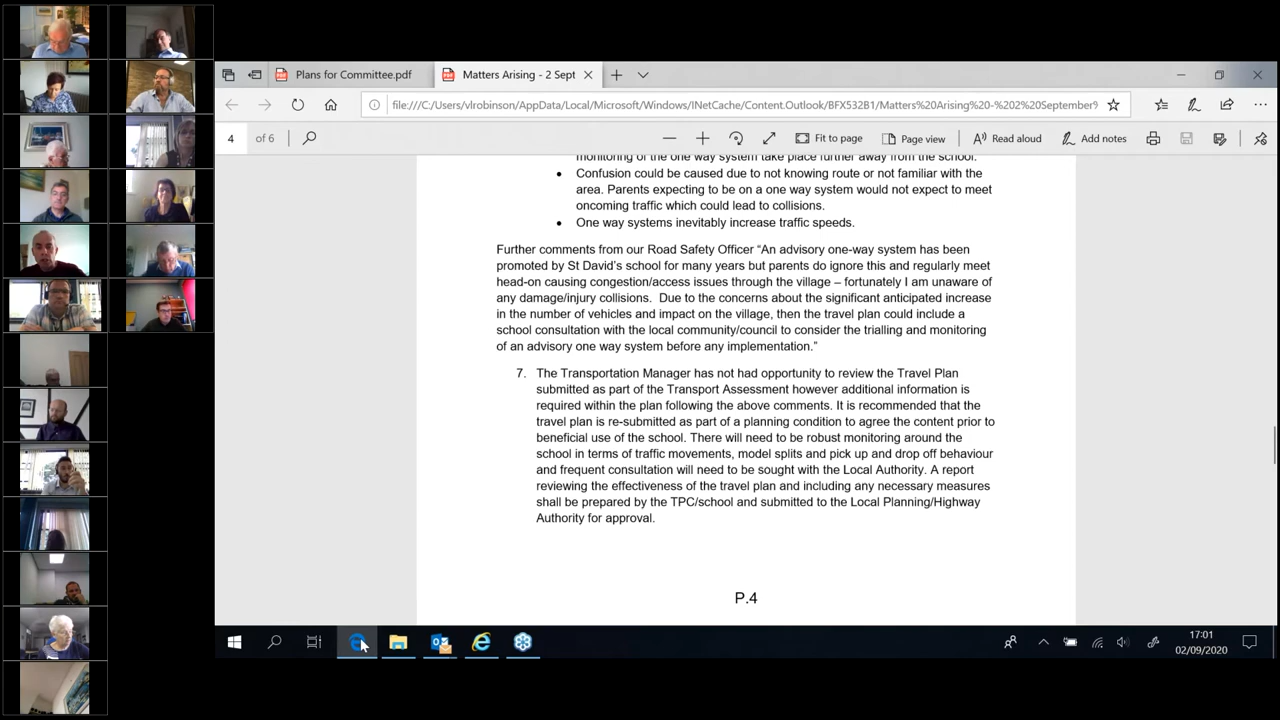 Plans for Committee.pdf
Matters Arising - 2 Sept
file:///C:/Users/vlrobinson/AppData/Local/Microsoft/Windows/INetCache/Content.Outlook/BFX532B1/Matters%20Arising%20-%202%20September%
4 of 6
Fit to page
Page view
Read aloud
Add notes
monitoring of the one way system take place further away from the school.
• Confusion could be caused due to not knowing route or not familiar with the
area. Parents expecting to be on a one way system would not expect to meet
oncoming traffic which could lead to collisions.
• One way systems inevitably increase traffic speeds.
Further comments from our Road Safety Officer “An advisory one-way system has been
promoted by St David’s school for many years but parents do ignore this and regularly meet
head-on causing congestion/access issues through the village – fortunately I am unaware of
any damage/injury collisions.  Due to the concerns about the significant anticipated increase
in the number of vehicles and impact on the village, then the travel plan could include a
school consultation with the local community/council to consider the trialling and monitoring
of an advisory one way system before any implementation.”
7. The Transportation Manager has not had opportunity to review the Travel Plan
submitted as part of the Transport Assessment however additional information is
required within the plan following the above comments. It is recommended that the
travel plan is re-submitted as part of a planning condition to agree the content prior to
beneficial use of the school. There will need to be robust monitoring around the
school in terms of traffic movements, model splits and pick up and drop off behaviour
and frequent consultation will need to be sought with the Local Authority. A report
reviewing the effectiveness of the travel plan and including any necessary measures
shall be prepared by the TPC/school and submitted to the Local Planning/Highway
Authority for approval.
P.4
17:01
02/09/2020